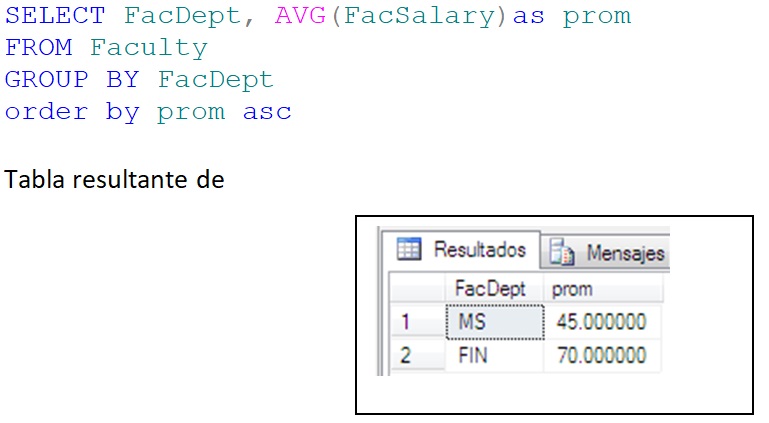 SELECT FacDept, AVG(FacSalary)as prom
FROM Faculty
GROUP BY FacDept
order by prom asc
Tabla resultante de
Resultados Mensajes
FacDept prom
1 MS 45.000000
2 FIN 70.000000